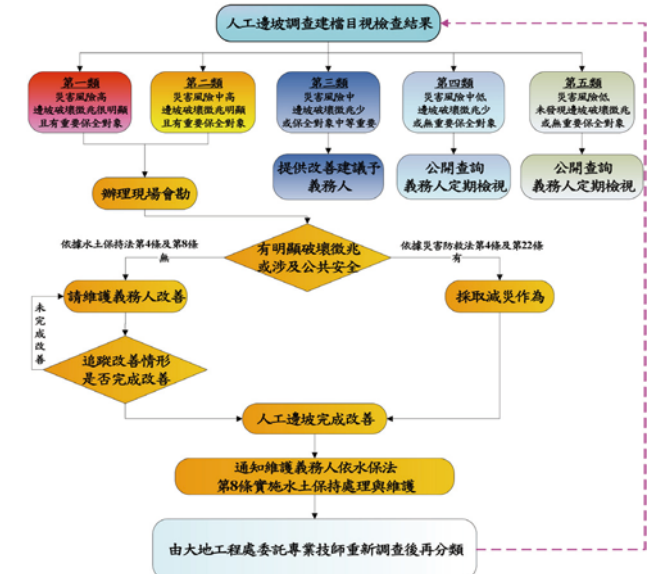 人工邊坡調查建檔目視檢查結果
第一類
災害風險高
邊坡破壞徵兆很明顯
且有重要保全對象
第二類
災害風險中高
邊坡破壞徵兆明顯
且有重要保全對象
第三類
災害風險中
邊坡破壞徵兆少
或保全對象中等重要
第四類
災害風險中低
邊坡破壞徵兆少
或無重要保全對象
第五類
災害風險低
未發現邊坡破壞徵兆
或無重要保全對象
提供改善建議予
義務人
公開查詢
義務人定期檢視
公開查詢
義務人定期檢視
辦理現場會勘
依據水土保持法第4條及第8條
無
有明顯破壞徵兆
或涉及公共安全
依據災害防救法第4條及第22條
有
請維護義務人改善
採取減災作為
未完成改善
追蹤改善情形
是否完成改善
人工邊坡完成改善
通知維護義務人依水保法
第8條實施水土保持處理與維護
由大地工程處委託專業技師重新調查後再分類